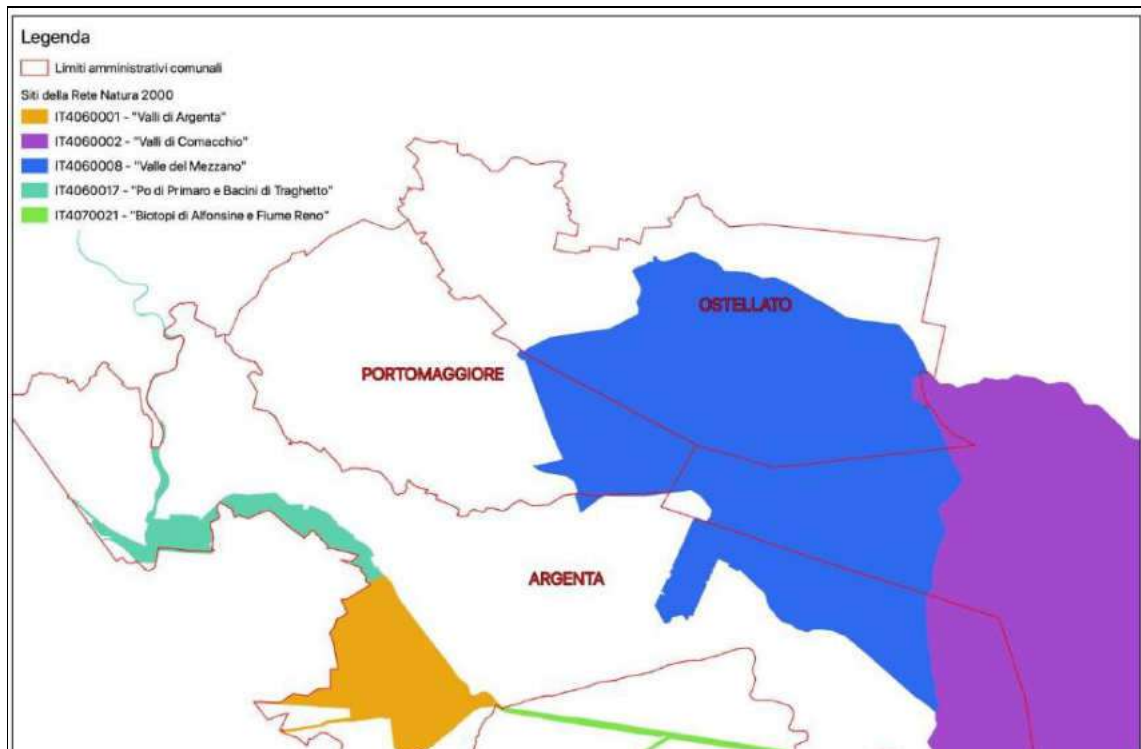 Legenda
Limiti amministrativi comunali
Siti della Rete Natura 2000
IT4060001 - "Valli di Argenta"
IT4060002 - "Valli di Comacchio"
IT4060008 - "Valle del Mezzano"
IT4060017 - "Po di Primaro e Bacini di Traghetto"
IT4070021 - "Biotopi di Alfonsine e Fiume Reno"
OSTELLATO
PORTOMAGGIORE
ARGENTA